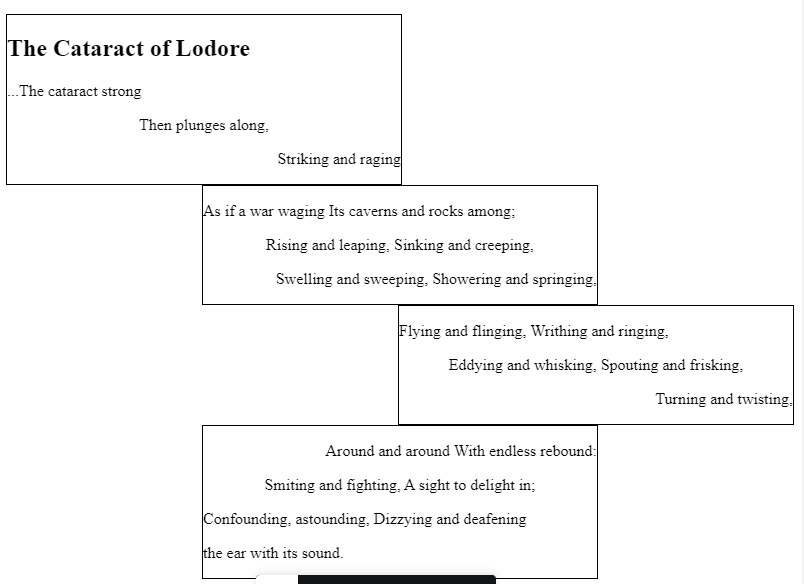 The Cataract of Lodore
...The cataract strong
Then plunges along,
Striking and raging
As if a war waging Its caverns and rocks among;
Rising and leaping, Sinking and creeping,
Swelling and sweeping, Showering and springing,
Flying and flinging, Writhing and ringing,
Eddying and whisking, Spouting and frisking,
Turning and twisting,
Around and around With endless rebound:
Smiting and fighting, A sight to delight in;
Confounding, astounding, Dizzying and deafening
the ear with its sound.